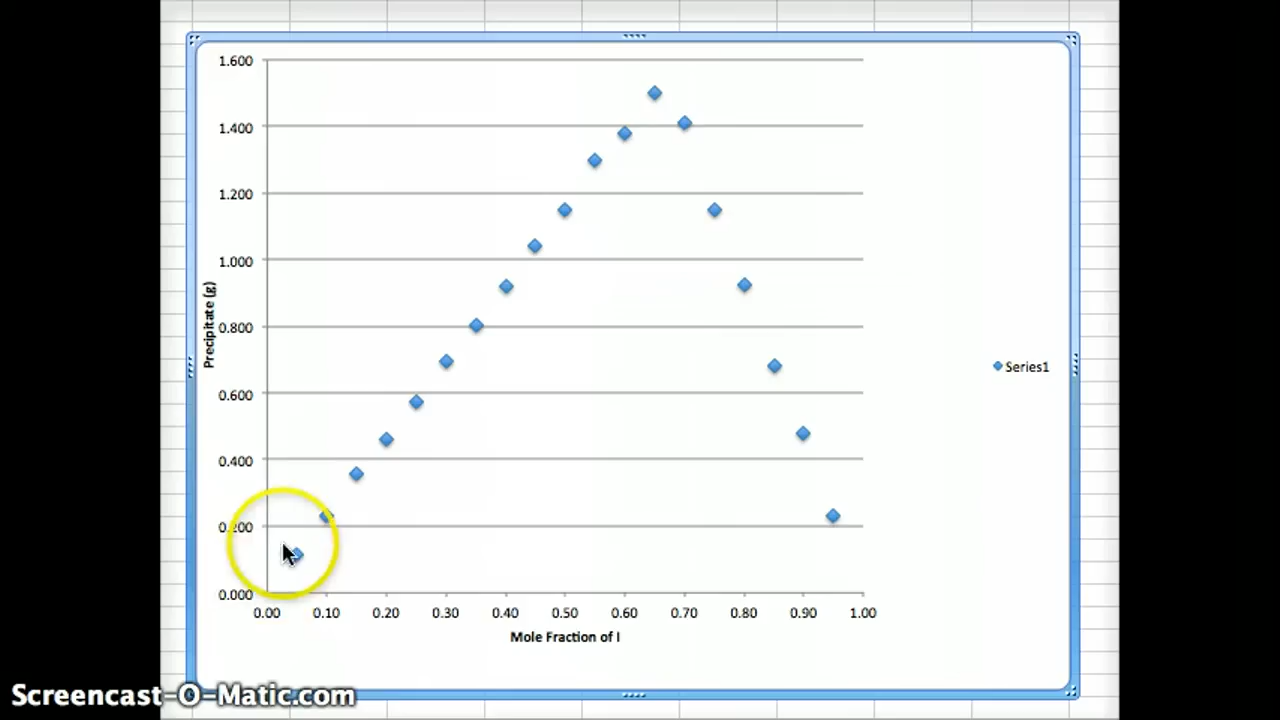 1.600
1.400
1.200
1.000
0.800
0.600
0.400
0.200
0.000
Precipitate (g)
0.00 0.10 0.20 0.30 0.40 0.50 0.60 0.70 0.80 0.90 1.00
Mole Fraction of I
Series1
Screencast-O-Matic.com